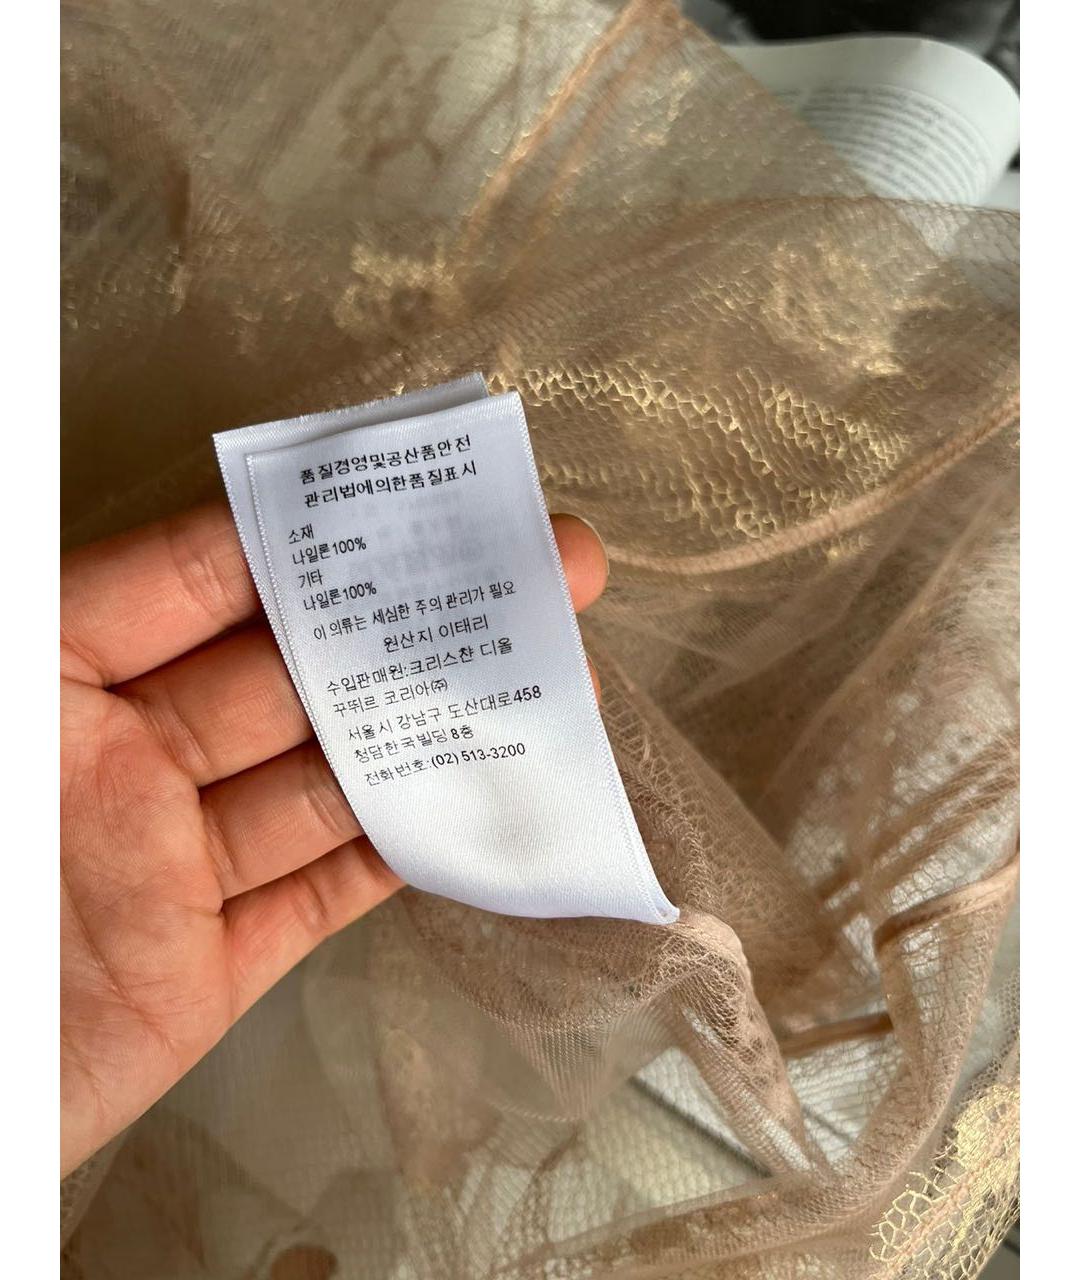 품질경영및공산품안전
관리법에의한품질표시
소재
나일론100%
기타
나일론100%
이 의류는 세심한 주의 관리가 필요
원산지 이태리
수입판매원:크리스챤 디올
꾸뛰르 코리아㈜
서울시 강남구 도산대로458
청담한국빌딩 8층
전화번호:(02) 513-3200